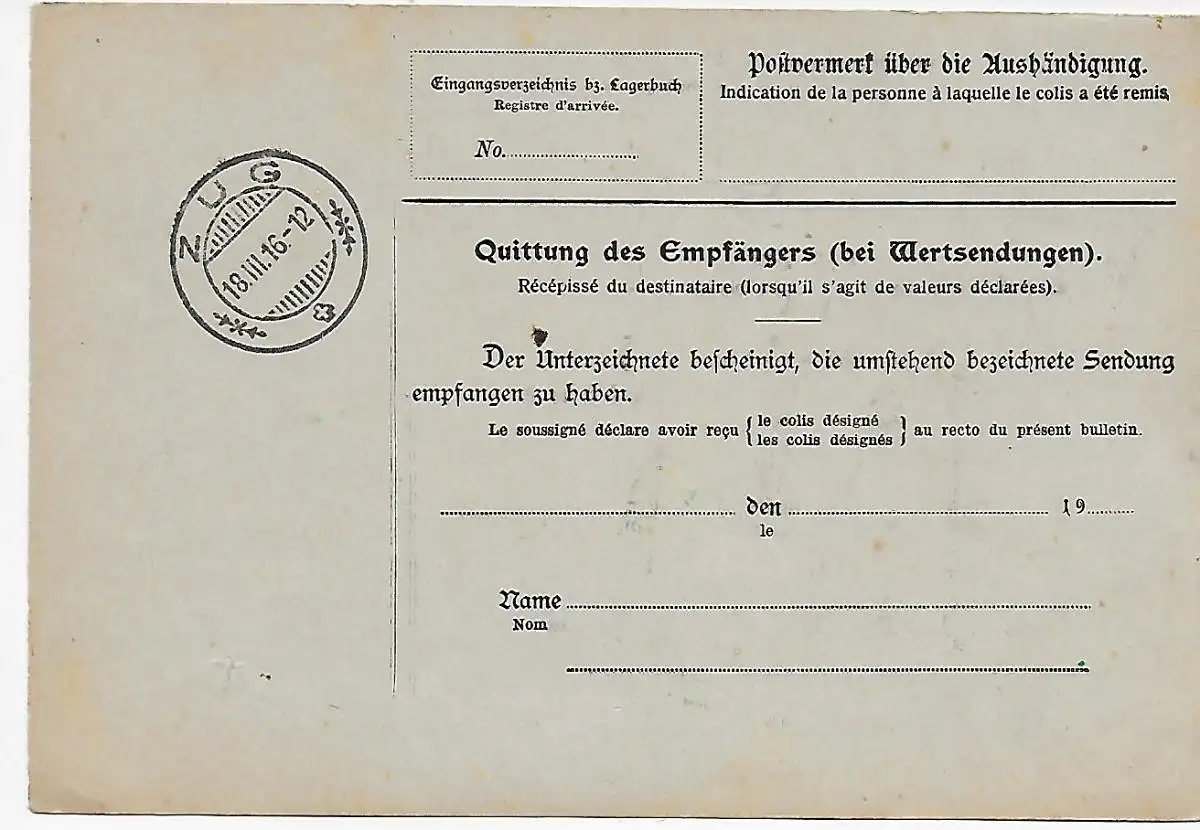 Eingangsverzeichnis bz. Lagerbuch
Registre d'arrivée.
No.
Postvermerk über die Aushändigung.
Indication de la personne à laquelle le colis a été remis,
ZUG
18.III.16.-12
Quittung des Empfängers (bei Wertsendungen).
Récépissé du destinataire (lorsqu'il s'agit de valeurs déclarées).
Der Unterzeichnete bescheinigt, die umstehend bezeichnete Sendung
empfangen zu haben.
Le soussigné déclare avoir reçu { le colis désigné / les colis désignés } au recto du présent bulletin.
den 19
le
Name
Nom